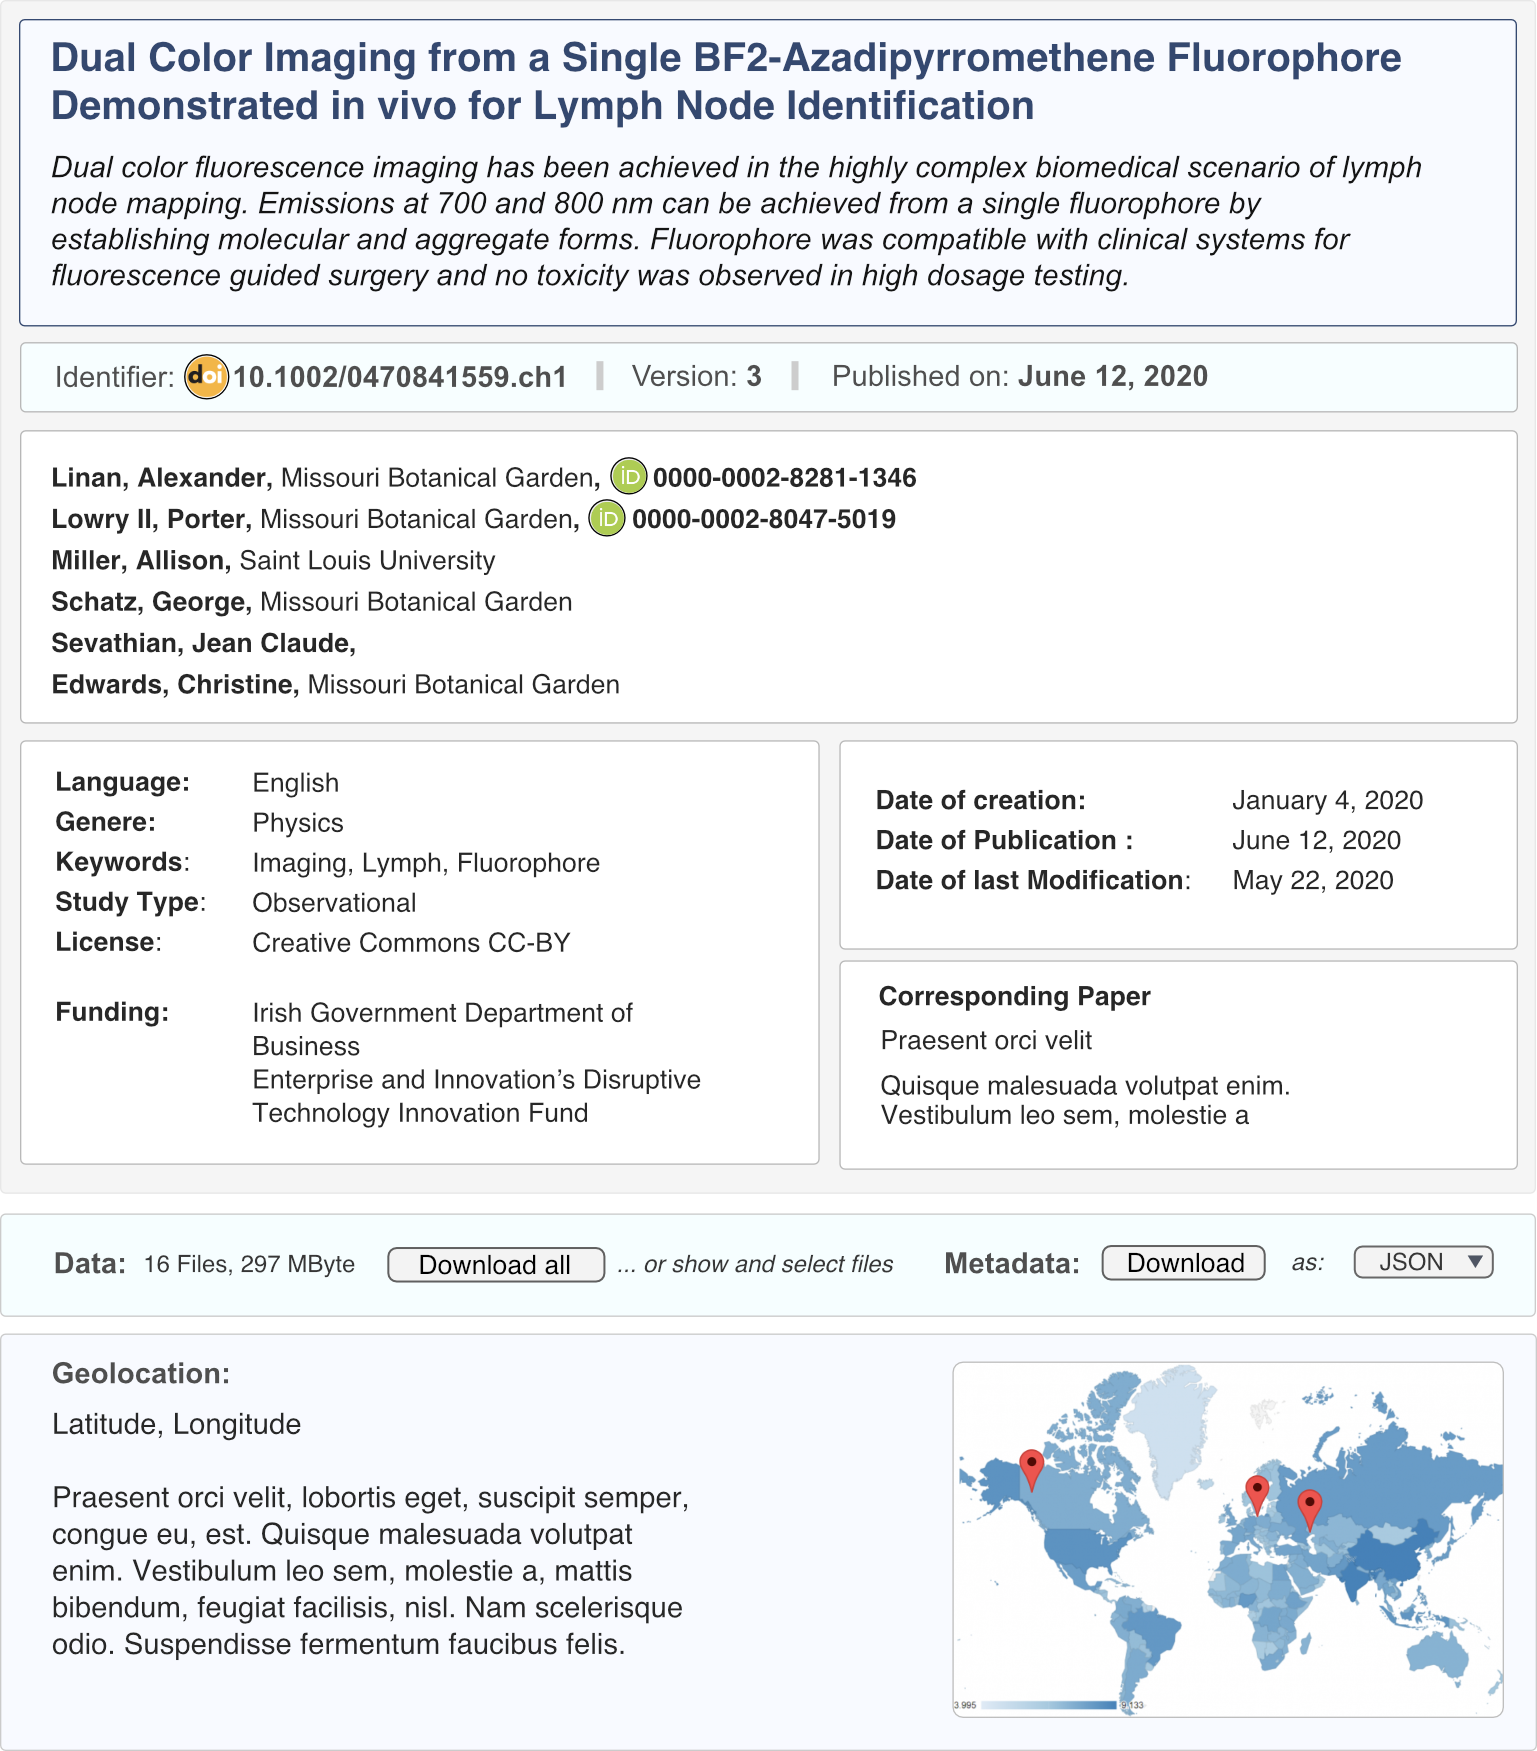 Dual Color Imaging from a Single BF2-Azadipyrromethene Fluorophore
Demonstrated in vivo for Lymph Node Identification
Dual color fluorescence imaging has been achieved in the highly complex biomedical scenario of lymph
node mapping. Emissions at 700 and 800 nm can be achieved from a single fluorophore by
establishing molecular and aggregate forms. Fluorophore was compatible with clinical systems for
fluorescence guided surgery and no toxicity was observed in high dosage testing.
Identifier: doi 10.1002/0470841559.ch1 | Version: 3 | Published on: June 12, 2020
Linan, Alexander, Missouri Botanical Garden, iD 0000-0002-8281-1346
Lowry II, Porter, Missouri Botanical Garden, iD 0000-0002-8047-5019
Miller, Allison, Saint Louis University
Schatz, George, Missouri Botanical Garden
Sevathian, Jean Claude,
Edwards, Christine, Missouri Botanical Garden
Language: English
Genere: Physics
Keywords: Imaging, Lymph, Fluorophore
Study Type: Observational
License: Creative Commons CC-BY
Funding: Irish Government Department of
Business
Enterprise and Innovation’s Disruptive
Technology Innovation Fund
Date of creation: January 4, 2020
Date of Publication : June 12, 2020
Date of last Modification: May 22, 2020
Corresponding Paper
Praesent orci velit
Quisque malesuada volutpat enim.
Vestibulum leo sem, molestie a
Data: 16 Files, 297 MByte Download all ... or show and select files Metadata: Download as: JSON
Geolocation:
Latitude, Longitude
Praesent orci velit, lobortis eget, suscipit semper,
congue eu, est. Quisque malesuada volutpat
enim. Vestibulum leo sem, molestie a, mattis
bibendum, feugiat facilisis, nisl. Nam scelerisque
odio. Suspendisse fermentum faucibus felis.
3.995 9.133